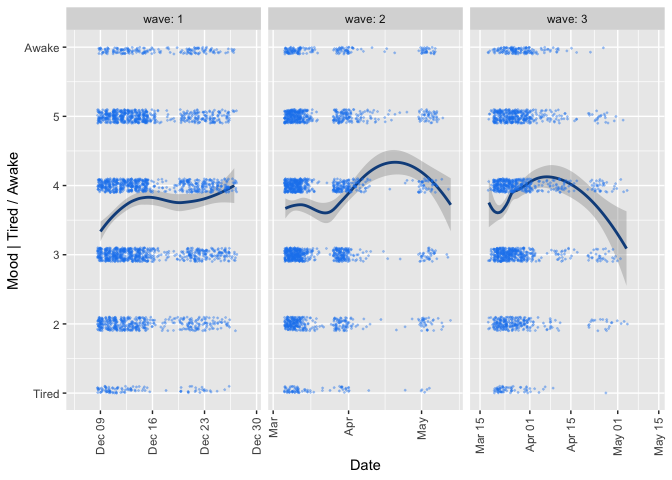 wave: 1
wave: 2
wave: 3
Mood | Tired / Awake
Awake
5
4
3
2
Tired
Dec 09
Dec 16
Dec 23
Dec 30
Mar
Apr
May
Mar 15
Apr 01
Apr 15
May 01
May 15
Date